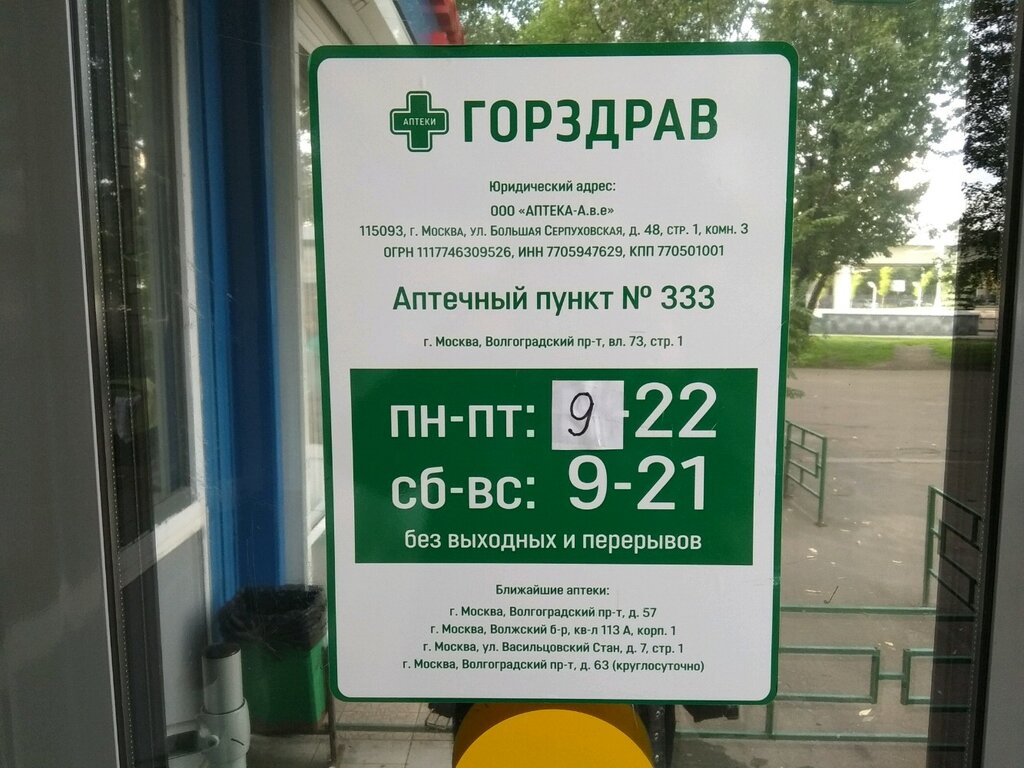 АПТЕКИ ГОРЗДРАВ
Юридический адрес:
ООО «АПТЕКА-А.в.е»
115093, г. Москва, ул. Большая Серпуховская, д. 48, стр. 1, комн. 3
ОГРН 1117746309526, ИНН 7705947629, КПП 770501001
Аптечный пункт № 333
г. Москва, Волгоградский пр-т, вл. 73, стр. 1
пн-пт: 9-22
сб-вс: 9-21
без выходных и перерывов
Ближайшие аптеки:
г. Москва, Волгоградский пр-т, д. 57
г. Москва, Волжский б-р, кв-л 113 А, корп. 1
г. Москва, ул. Васильцовский Стан, д. 7, стр. 1
г. Москва, Волгоградский пр-т, д. 63 (круглосуточно)